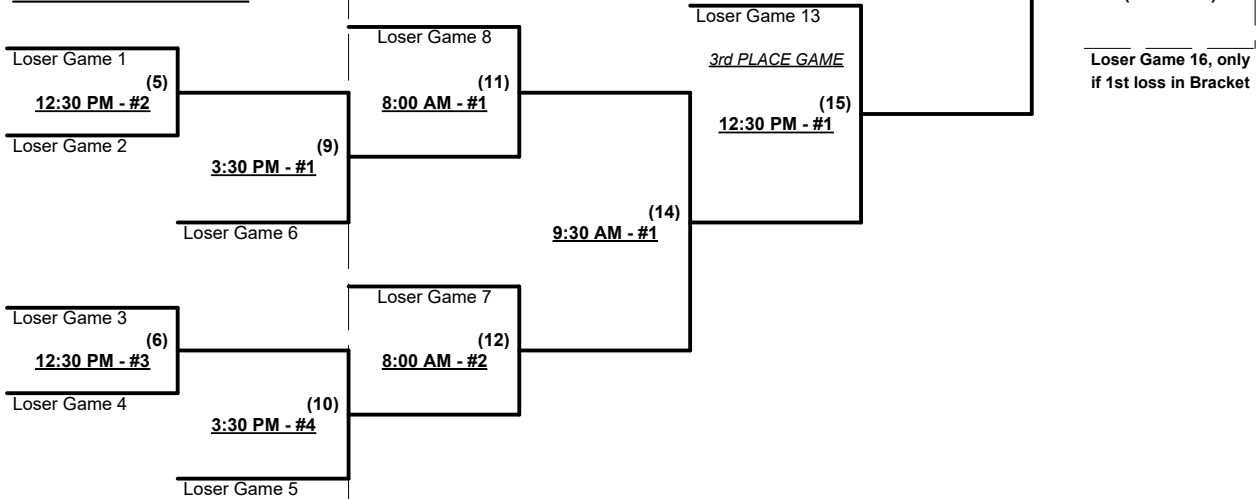 Loser Game 13
Loser Game 8
Loser Game 1
3rd PLACE GAME
Loser Game 16, only
if 1st loss in Bracket
(5)
12:30 PM - #2
(11)
8:00 AM - #1
(15)
12:30 PM - #1
Loser Game 2
(9)
3:30 PM - #1
(14)
9:30 AM - #1
Loser Game 6
Loser Game 7
Loser Game 3
(6)
12:30 PM - #3
(12)
8:00 AM - #2
Loser Game 4
(10)
3:30 PM - #4
Loser Game 5